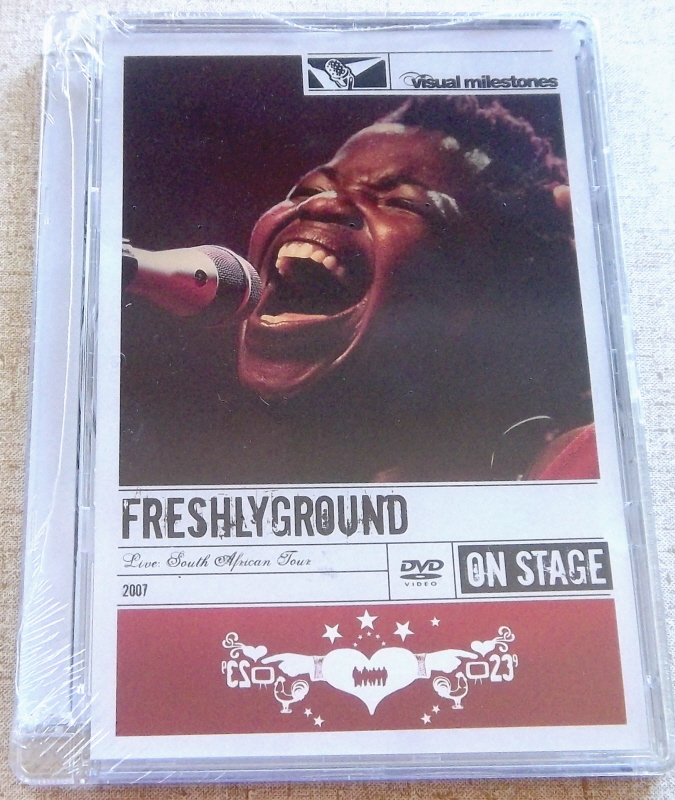 visual milestones
FRESHLYGROUND
Live: South African Tour
2007
DVD
VIDEO
ON STAGE